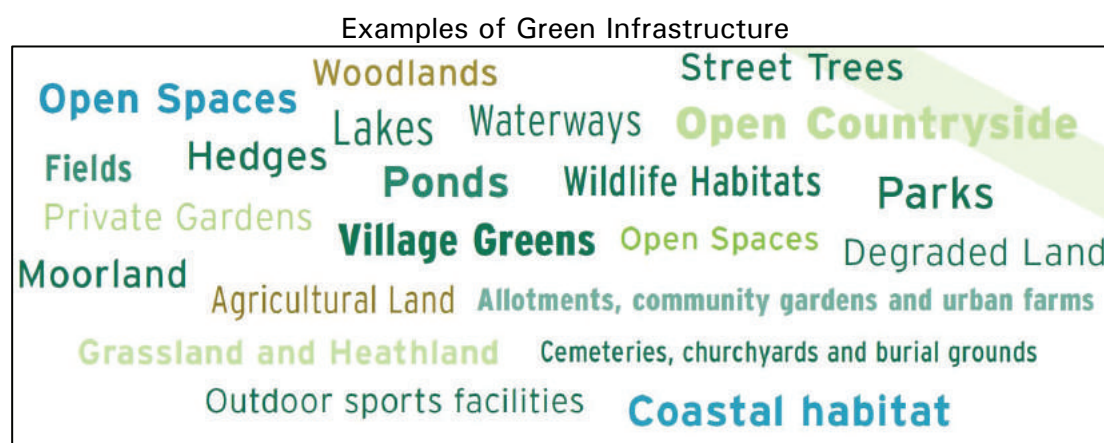 Examples of Green Infrastructure
Woodlands
Street Trees
Open Spaces
Lakes
Waterways
Open Countryside
Hedges
Fields
Ponds
Wildlife Habitats
Parks
Private Gardens
Village Greens
Open Spaces
Degraded Land
Moorland
Agricultural Land
Allotments, community gardens and urban farms
Grassland and Heathland
Cemeteries, churchyards and burial grounds
Outdoor sports facilities
Coastal habitat